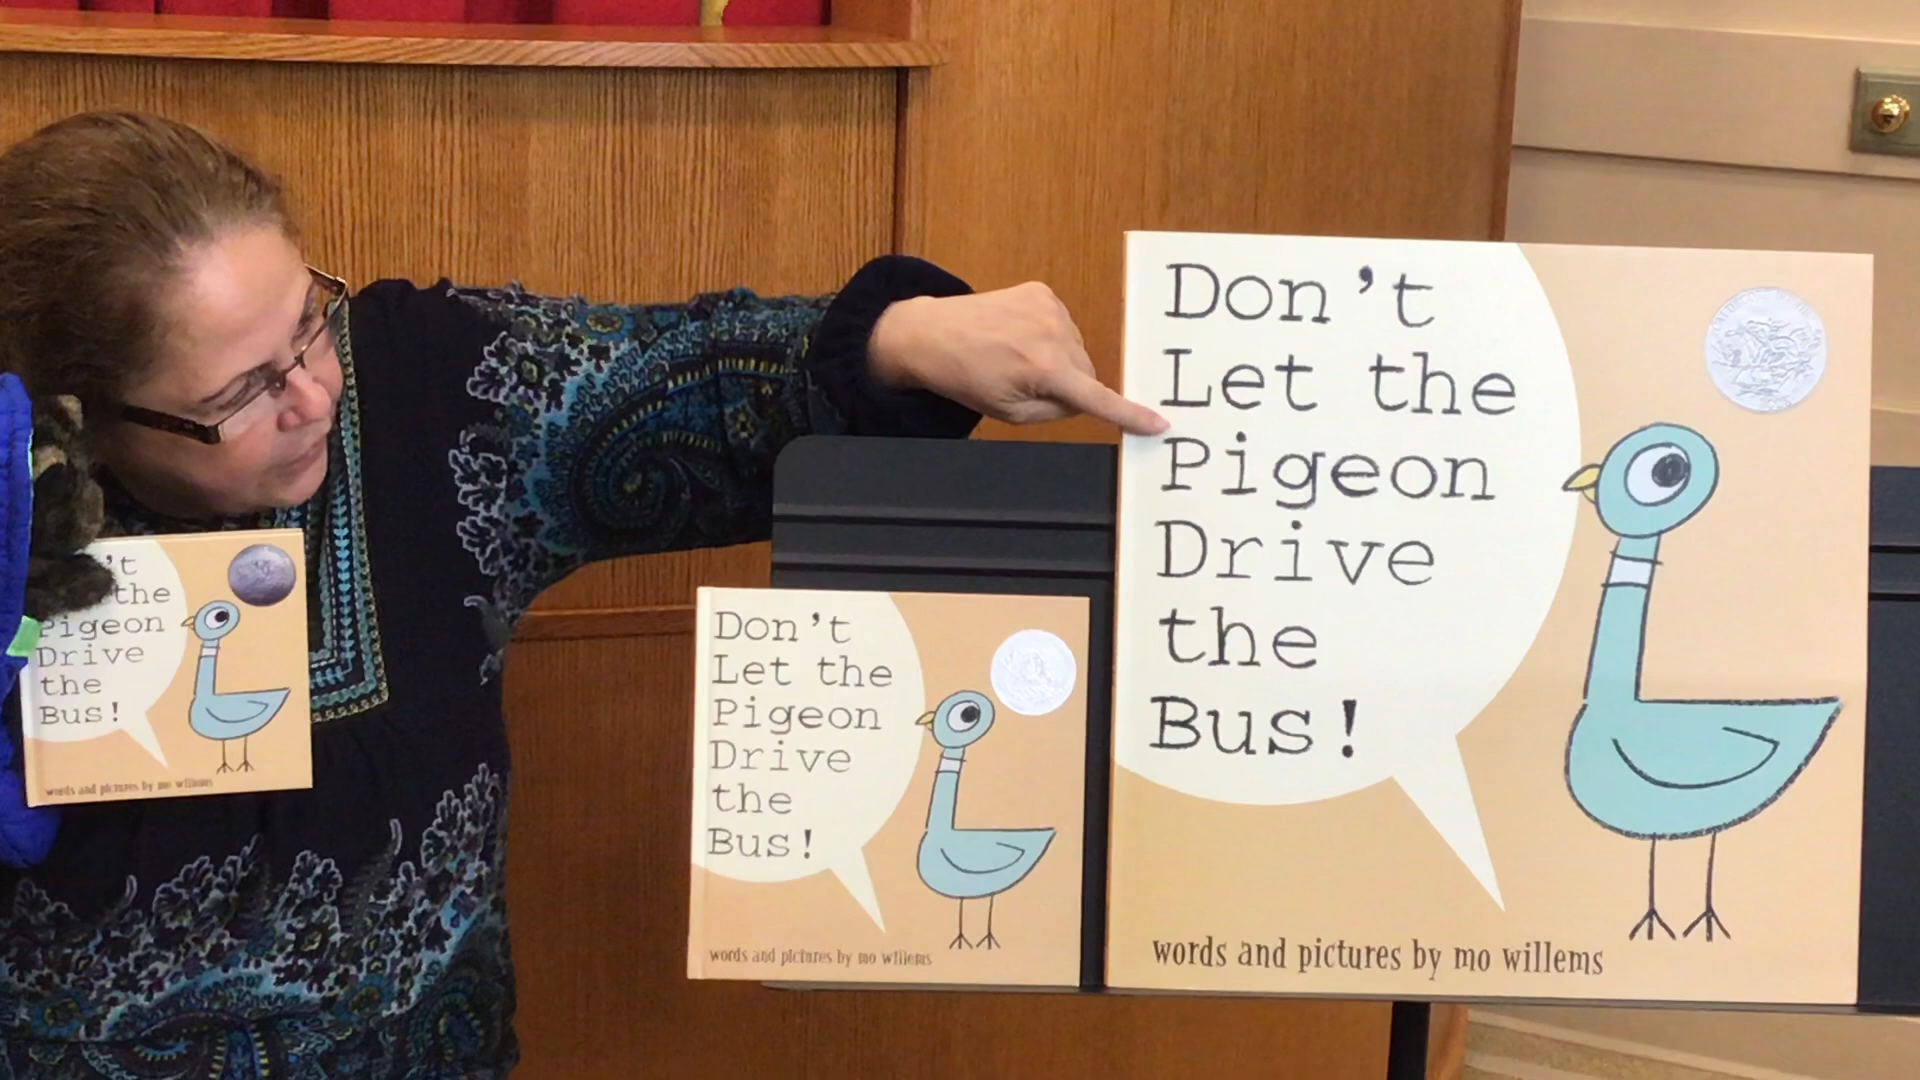 't
the
Pigeon
Drive
the
Bus!
words and pictures by mo willems
Don't
Let the
Pigeon
Drive
the
Bus!
words and pictures by mo willems
Don't
Let the
Pigeon
Drive
the
Bus!
words and pictures by mo willems